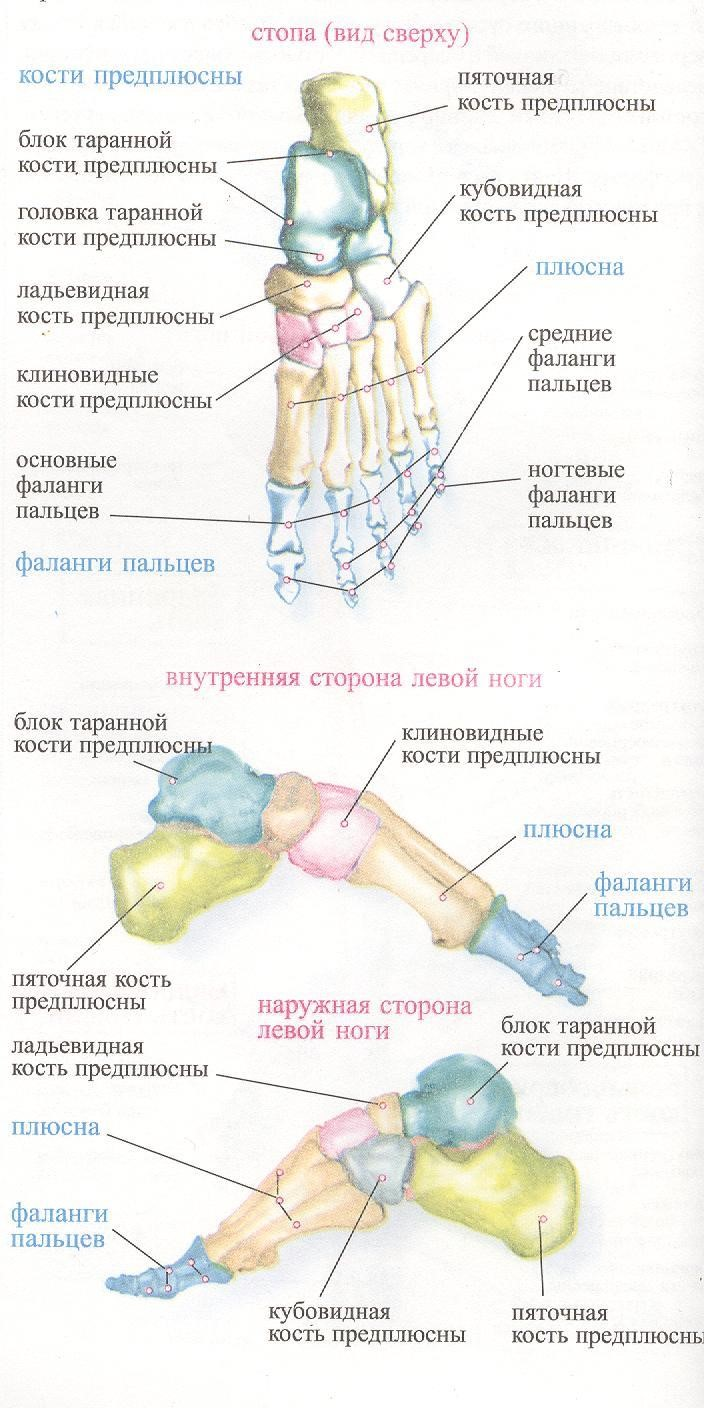 стопа (вид сверху)
кости предплюсны
пяточная
кость предплюсны
блок таранной
кости предплюсны
кубовидная
кость предплюсны
головка таранной
кости предплюсны
плюсна
ладьевидная
кость предплюсны
средние
фаланги
пальцев
клиновидные
кости предплюсны
основные
фаланги
пальцев
ногтевые
фаланги
пальцев
фаланги пальцев
внутренняя сторона левой ноги
блок таранной
кости предплюсны
клиновидные
кости предплюсны
плюсна
фаланги
пальцев
пяточная кость
предплюсны
наружная сторона
левой ноги
блок таранной
кости предплюсны
ладьевидная
кость предплюсны
плюсна
фаланги
пальцев
кубовидная
кость предплюсны
пяточная
кость предплюсны